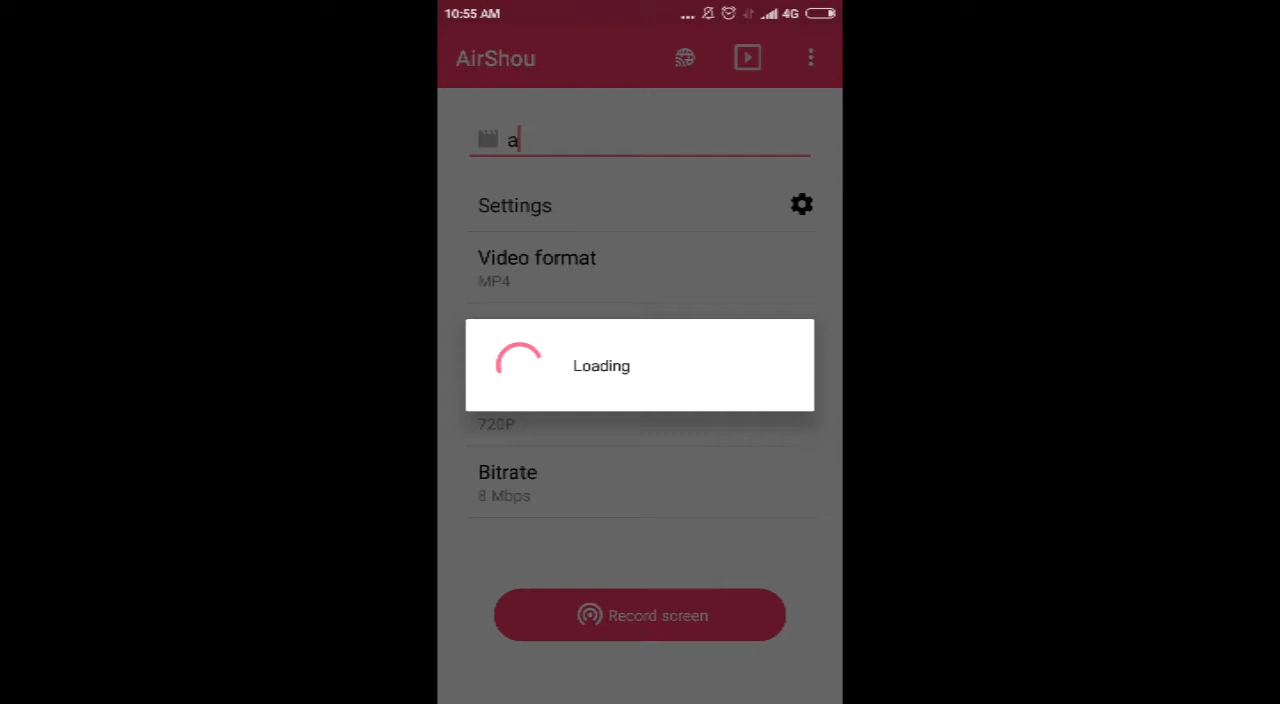 10:55 AM ... 4G
AirShou
a
Settings
Video format
MP4
Loading
720P
Bitrate
8 Mbps
Record screen